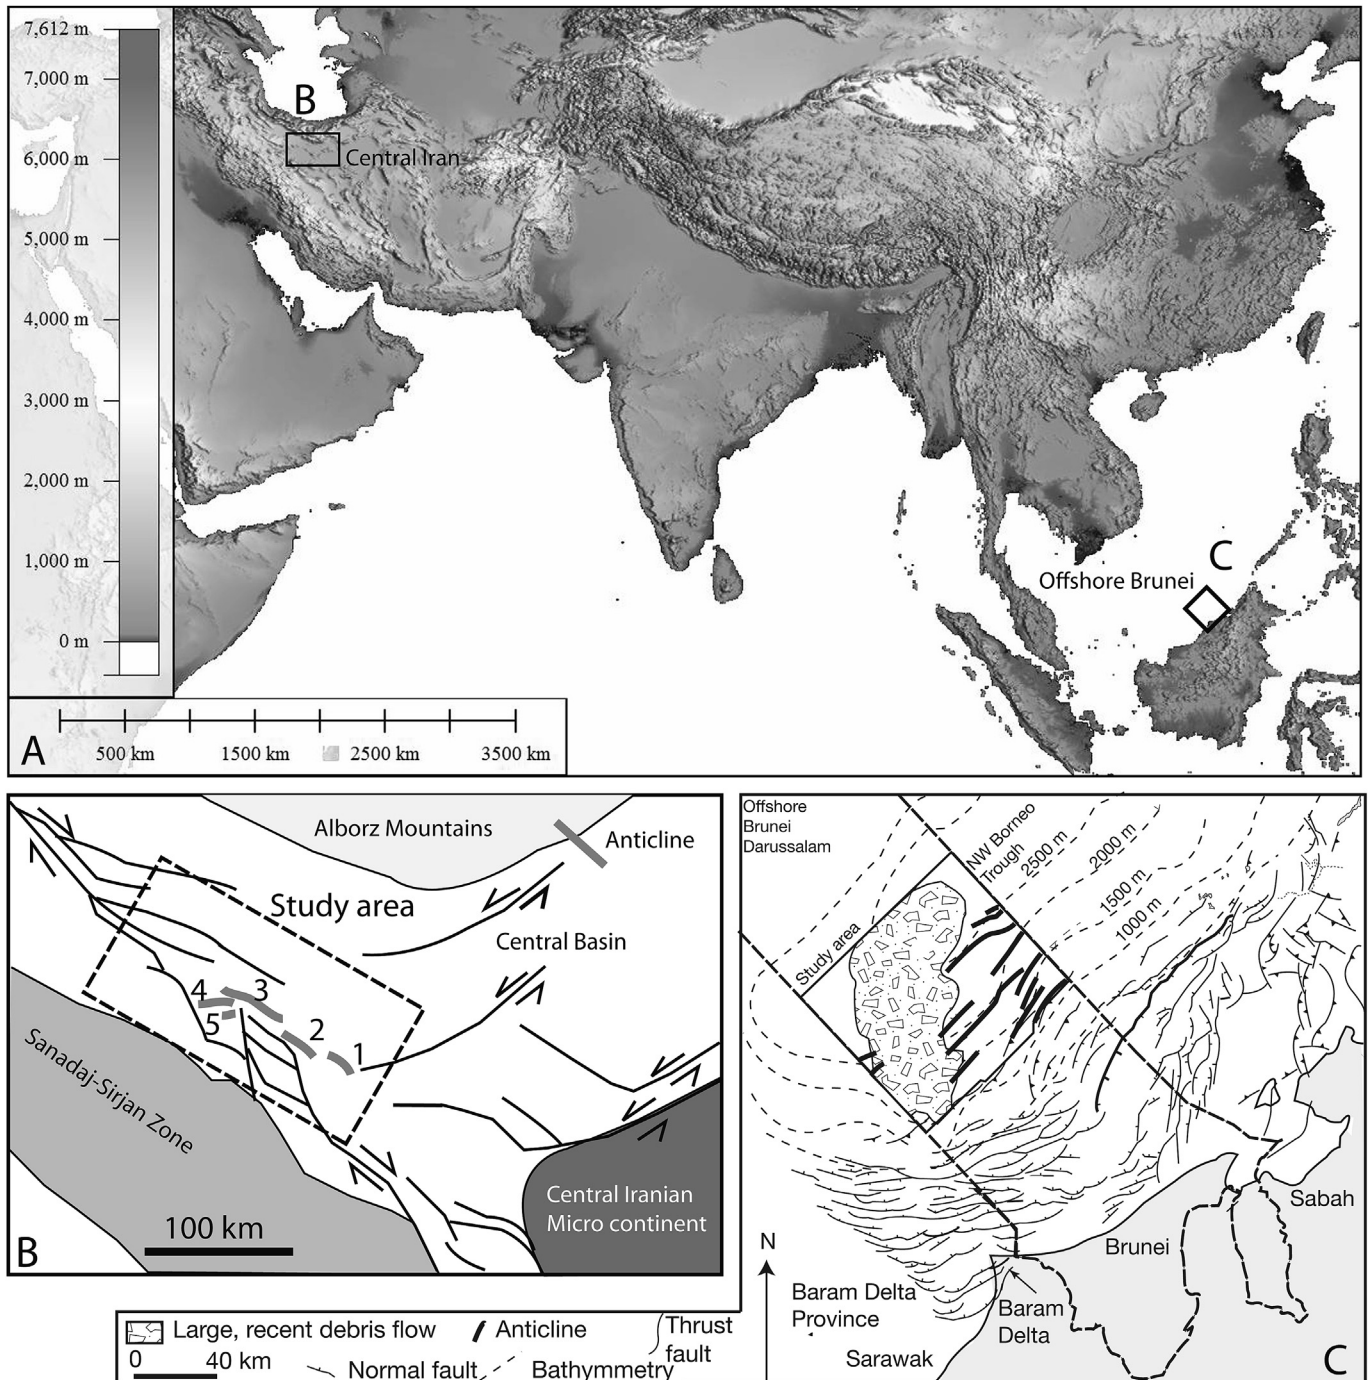 7,612 m
7,000 m
6,000 m
5,000 m
4,000 m
3,000 m
2,000 m
1,000 m
0 m
B
Central Iran
C
Offshore Brunei
A
500 km
1500 km
2500 km
3500 km
Alborz Mountains
Anticline
Study area
Central Basin
4
3
5
2
1
Sanadaj-Sirjan Zone
Central Iranian
Micro continent
100 km
B
Offshore
Brunei
Darussalam
NW Borneo
Trough
2500 m
2000 m
1500 m
1000 m
Study area
Sabah
Brunei
N
Baram Delta
Province
Baram
Delta
Sarawak
C
Large, recent debris flow
Anticline
Thrust
fault
0
40 km
Normal fault
Bathymmetry